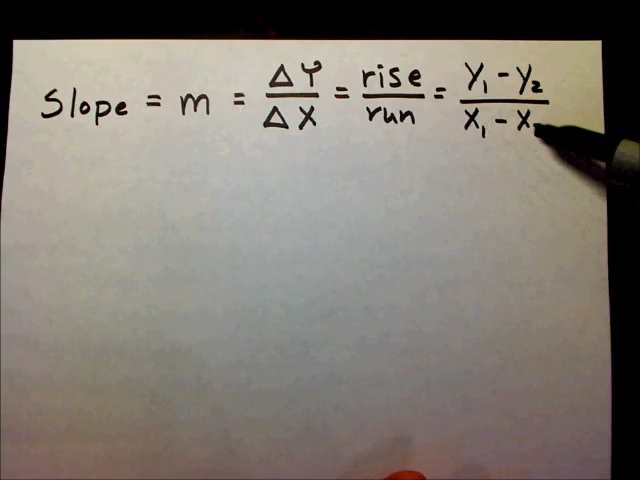 Slope = m = ΔY/ΔX = rise/run = Y₁ - Y₂/X₁ - X₂